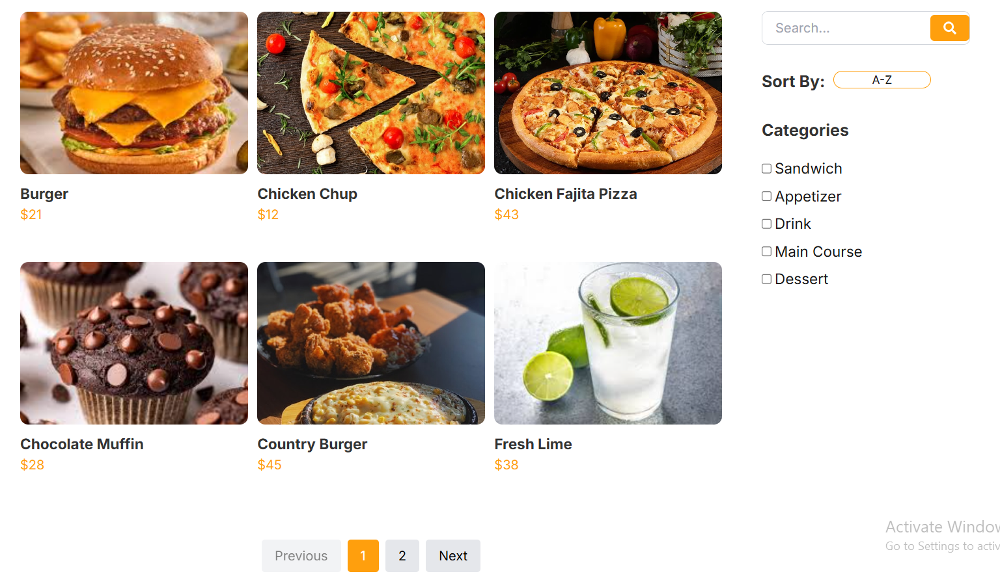 Search...
Sort By: A-Z
Categories
Sandwich
Appetizer
Drink
Main Course
Dessert
Burger
$21
Chicken Chup
$12
Chicken Fajita Pizza
$43
Chocolate Muffin
$28
Country Burger
$45
Fresh Lime
$38
Previous 1 2 Next
Activate Window
Go to Settings to activ